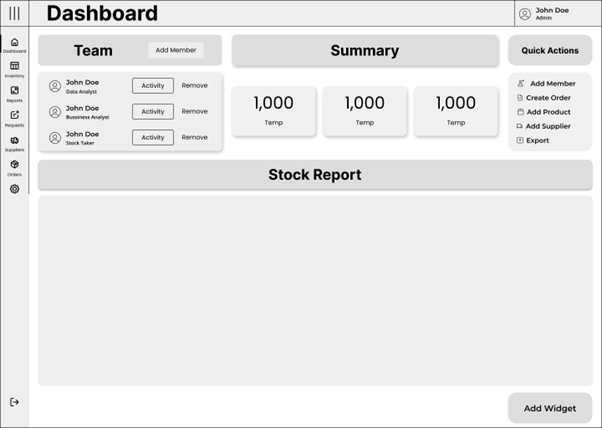 Dashboard
John Doe
Admin
Dashboard
Inventory
Reports
Requests
Suppliers
Orders
Team
Add Member
John Doe
Data Analyst
Activity
Remove
John Doe
Bussiness Analyst
Activity
Remove
John Doe
Stock Taker
Activity
Remove
Summary
1,000
Temp
1,000
Temp
1,000
Temp
Quick Actions
Add Member
Create Order
Add Product
Add Supplier
Export
Stock Report
Add Widget